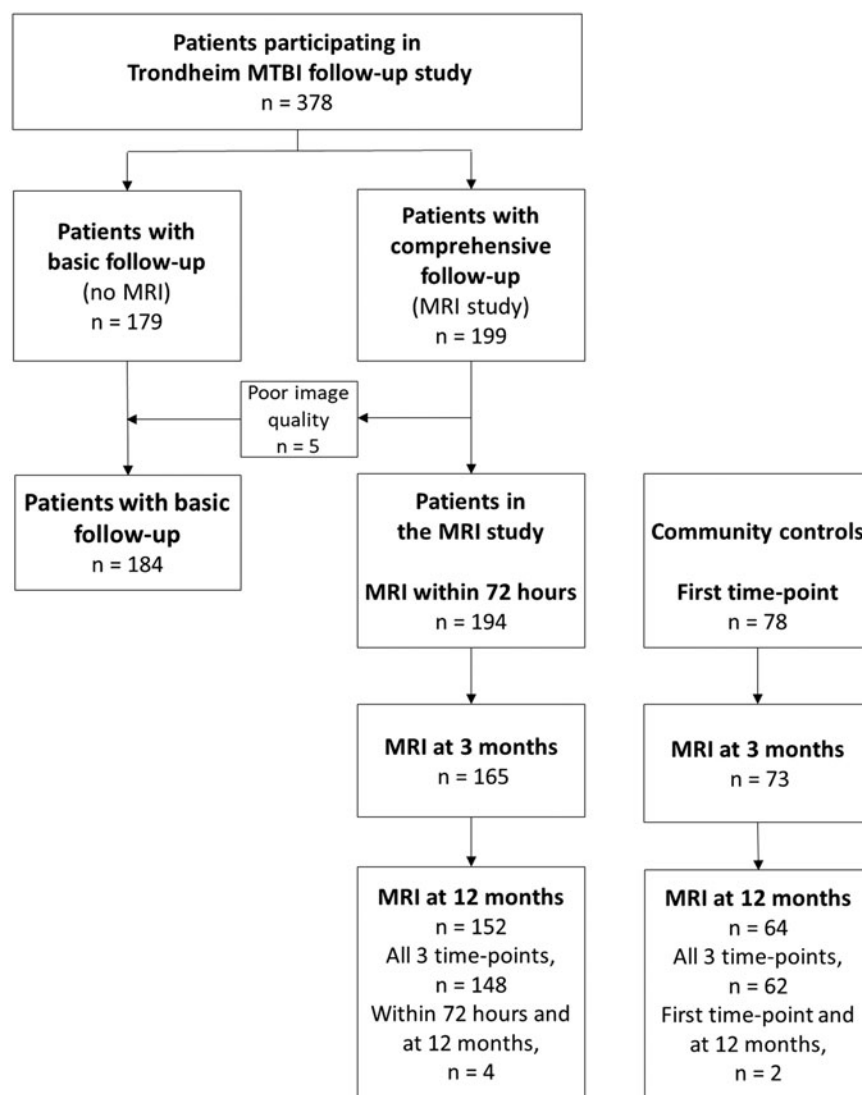 Patients participating in
Trondheim MTBI follow-up study
n = 378
Patients with
basic follow-up
(no MRI)
n = 179
Patients with
comprehensive
follow-up
(MRI study)
n = 199
Poor image
quality
n = 5
Patients with basic
follow-up
n = 184
Patients in
the MRI study
MRI within 72 hours
n = 194
Community controls
First time-point
n = 78
MRI at 3 months
n = 165
MRI at 3 months
n = 73
MRI at 12 months
n = 152
All 3 time-points,
n = 148
Within 72 hours and
at 12 months,
n = 4
MRI at 12 months
n = 64
All 3 time-points,
n = 62
First time-point and
at 12 months,
n = 2